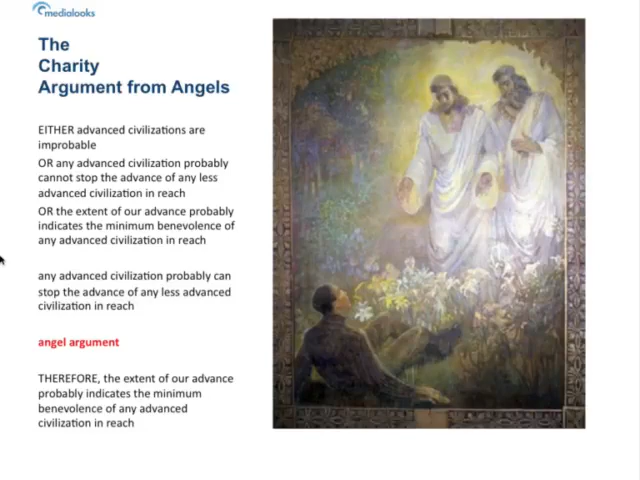 medialooks
The
Charity
Argument from Angels
EITHER advanced civilizations are
improbable
OR any advanced civilization probably
cannot stop the advance of any less
advanced civilization in reach
OR the extent of our advance probably
indicates the minimum benevolence of
any advanced civilization in reach
any advanced civilization probably can
stop the advance of any less advanced
civilization in reach
angel argument
THEREFORE, the extent of our advance
probably indicates the minimum
benevolence of any advanced
civilization in reach